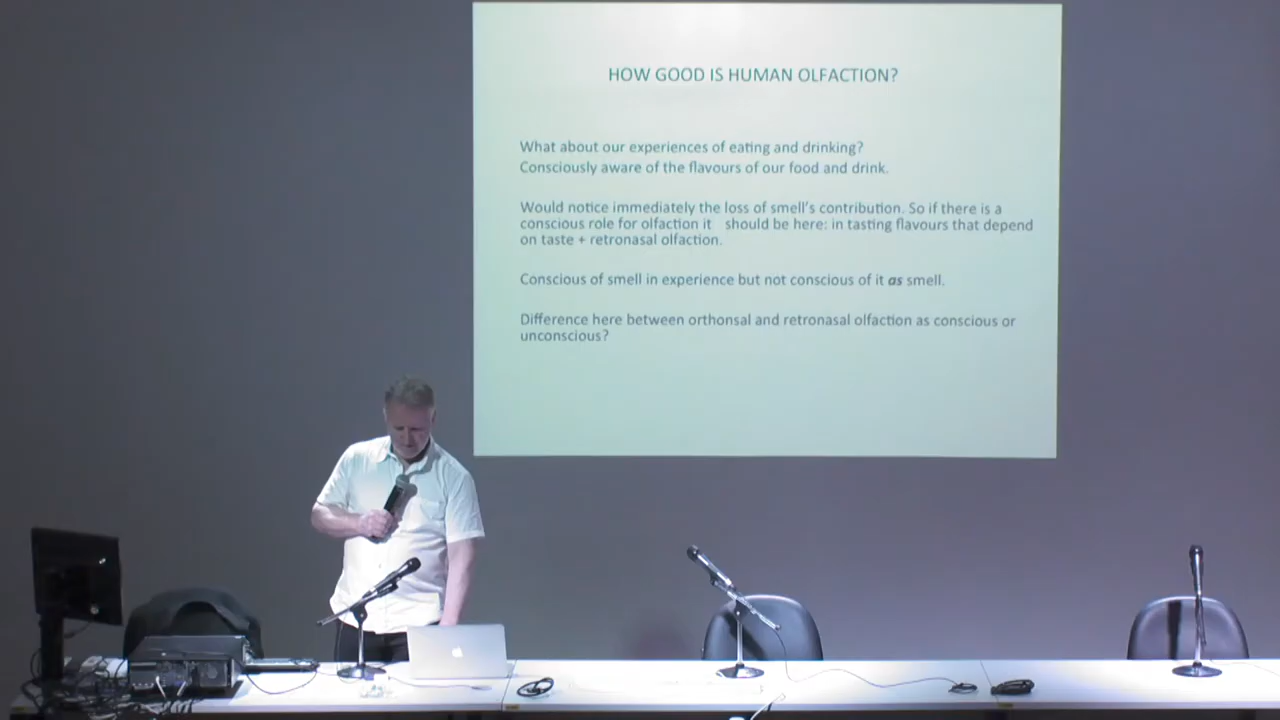 HOW GOOD IS HUMAN OLFACTION?
What about our experiences of eating and drinking?
Consciously aware of the flavours of our food and drink.
Would notice immediately the loss of smell's contribution. So if there is a
conscious role for olfaction it should be here: in tasting flavours that depend
on taste + retronasal olfaction.
Conscious of smell in experience but not conscious of it as smell.
Difference here between orthonsal and retronasal olfaction as conscious or
unconscious?